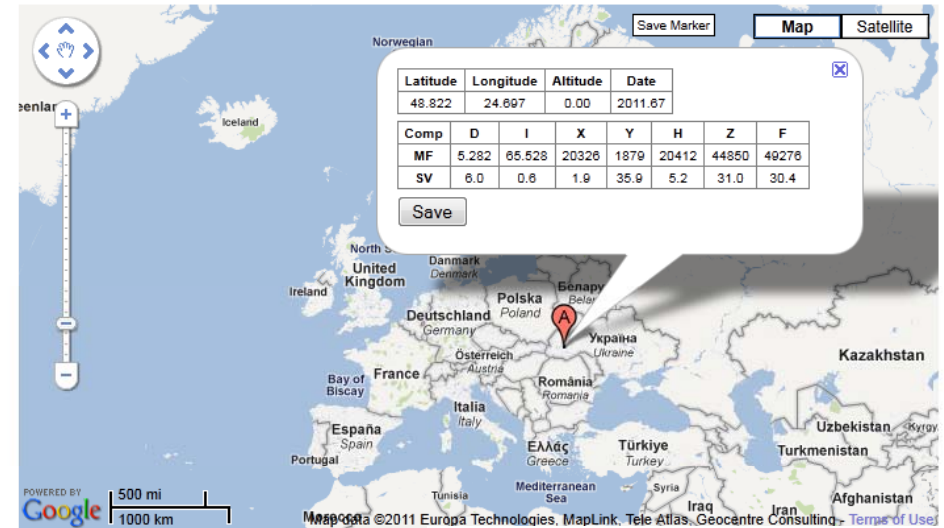 Save Marker
Map
Satellite
Norwegian
Latitude Longitude Altitude Date
48.822 24.697 0.00 2011.67
Comp D I X Y H Z F
MF 5.282 65.528 20326 1879 20412 44850 49276
SV 6.0 0.6 1.9 35.9 5.2 31.0 30.4
Save
Iceland
North
United Kingdom
Ireland
Danmark
Denmark
Белару
Belar
Polska
Poland
Deutschland
Germany
Україна
Ukraine
Österreich
Austria
Kazakhstan
France
Bay of Biscay
România
Romania
Italia
Italy
España
Spain
Portugal
Ελλάς
Greece
Türkiye
Turkey
Uzbekistan
Kyrgy
Turkmenistan
Mediterranean Sea
Tunisia
Syria
Iraq
Iran
Afghanistan
POWERED BY
Google
500 mi
1000 km
Map data ©2011 Europa Technologies, MapLink, Tele Atlas, Geocentre Consulting - Terms of Use
A